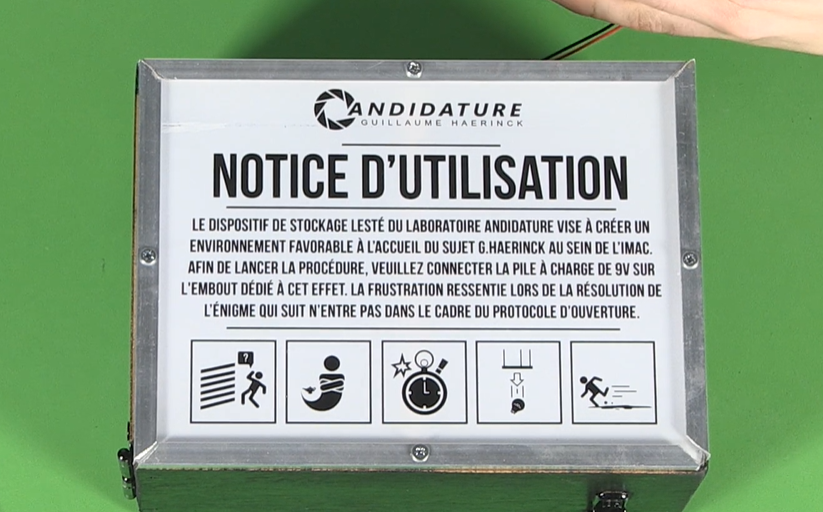 ANDIDATURE
GUILLAUME HAERINCK
NOTICE D'UTILISATION
LE DISPOSITIF DE STOCKAGE LESTÉ DU LABORATOIRE ANDIDATURE VISE À CRÉER UN
ENVIRONNEMENT FAVORABLE À L'ACCUEIL DU SUJET G.HAERINCK AU SEIN DE L'IMAC.
AFIN DE LANCER LA PROCÉDURE, VEUILLEZ CONNECTER LA PILE À CHARGE DE 9V SUR
L'EMBOUT DÉDIÉ À CET EFFET. LA FRUSTRATION RESSENTIE LORS DE LA RÉSOLUTION DE
L'ÉNIGME QUI SUIT N'ENTRE PAS DANS LE CADRE DU PROTOCOLE D'OUVERTURE.
?
!